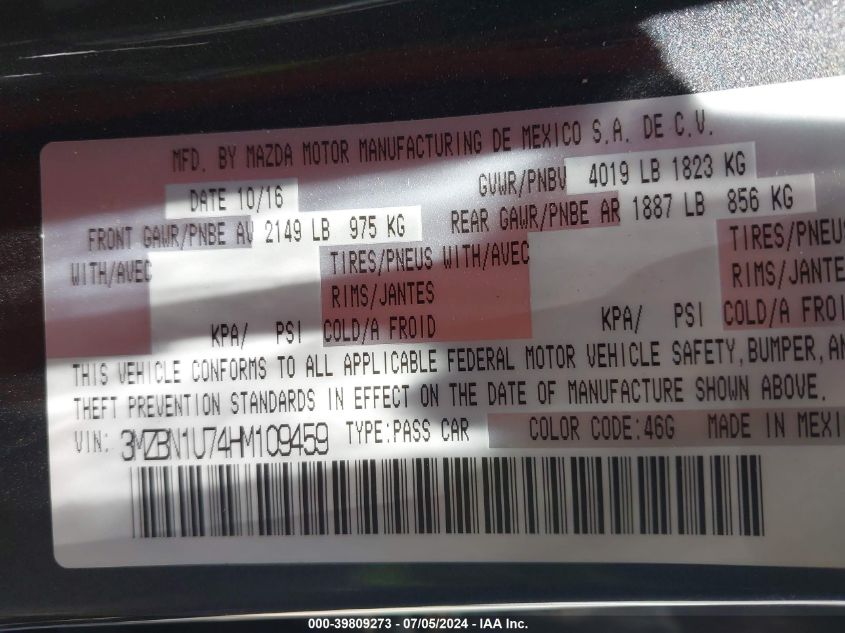 MFD. BY MAZDA MOTOR MANUFACTURING DE MEXICO S.A. DE C.V.
DATE 10/16 GVWR/PNBV 4019 LB 1823 KG
FRONT GAWR/PNBE AV 2149 LB 975 KG REAR GAWR/PNBE AR 1887 LB 856 KG
WITH/AVEC TIRES/PNEUS WITH/AVEC TIRES/PNEUS
RIMS/JANTES RIMS/JANTES
KPA/ PSI COLD/A FROID KPA/ PSI COLD/A FROI
THIS VEHICLE CONFORMS TO ALL APPLICABLE FEDERAL MOTOR VEHICLE SAFETY, BUMPER, AN
THEFT PREVENTION STANDARDS IN EFFECT ON THE DATE OF MANUFACTURE SHOWN ABOVE.
VIN: 3MZBN1U74HM109459 TYPE:PASS CAR COLOR CODE:46G MADE IN MEXI
000-39809273 - 07/05/2024 - IAA Inc.